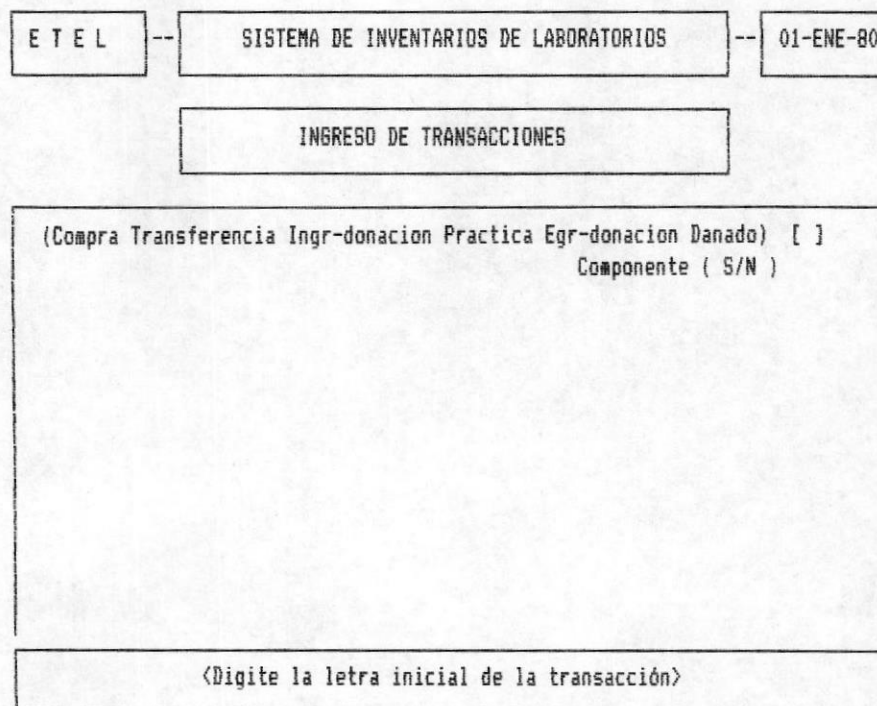 E T E L -- SISTEMA DE INVENTARIOS DE LABORATORIOS -- 01-ENE-80
INGRESO DE TRANSACCIONES
(Compra Transferencia Ingr-donacion Practica Egr-donacion Danado) [ ]
Componente ( S/N )
<Digite la letra inicial de la transacción>